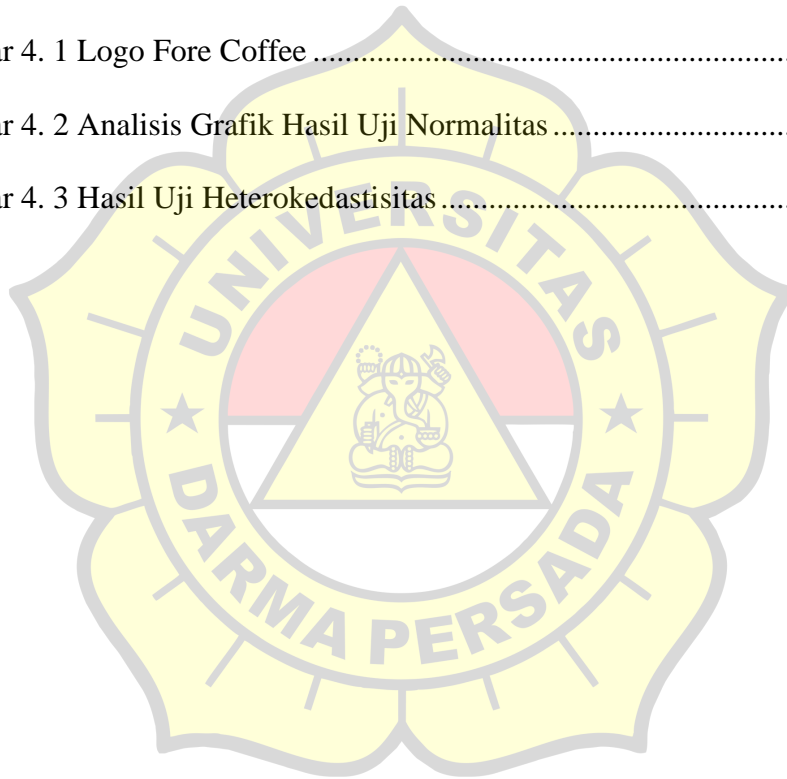 ar 4. 1 Logo Fore Coffee ........................................................
ar 4. 2 Analisis Grafik Hasil Uji Normalitas ...........................
ar 4. 3 Hasil Uji Heterokedastisitas .........................................
UNIVERSITAS
DARMA PERSADA